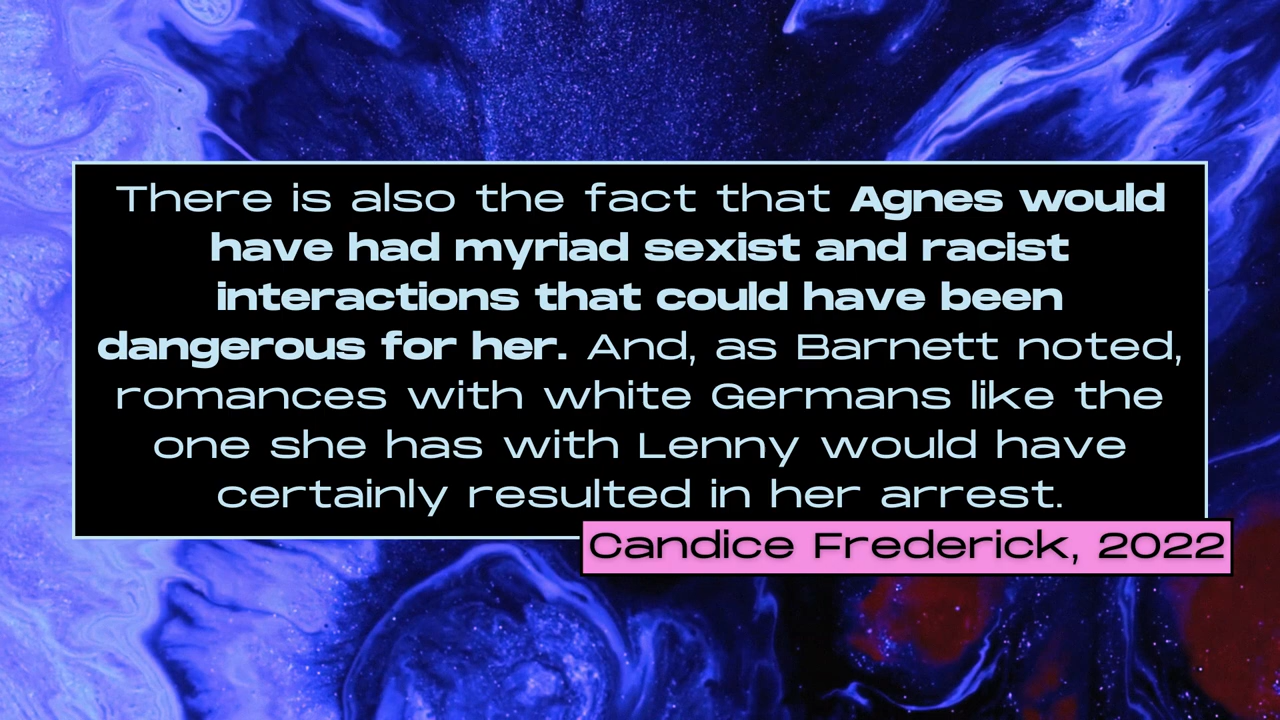 There is also the fact that Agnes would
have had myriad sexist and racist
interactions that could have been
dangerous for her. And, as Barnett noted,
romances with white Germans like the
one she has with Lenny would have
certainly resulted in her arrest.
Candice Frederick, 2022